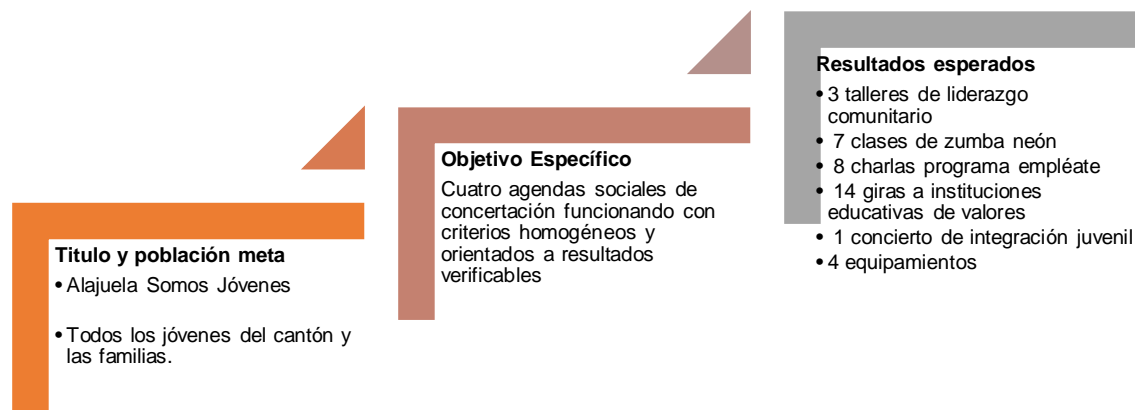 Titulo y población meta
• Alajuela Somos Jóvenes
• Todos los jóvenes del cantón y
las familias.
Objetivo Específico
Cuatro agendas sociales de
concertación funcionando con
criterios homogéneos y
orientados a resultados
verificables
Resultados esperados
• 3 talleres de liderazgo
comunitario
• 7 clases de zumba neón
• 8 charlas programa empléate
• 14 giras a instituciones
educativas de valores
• 1 concierto de integración juvenil
• 4 equipamientos